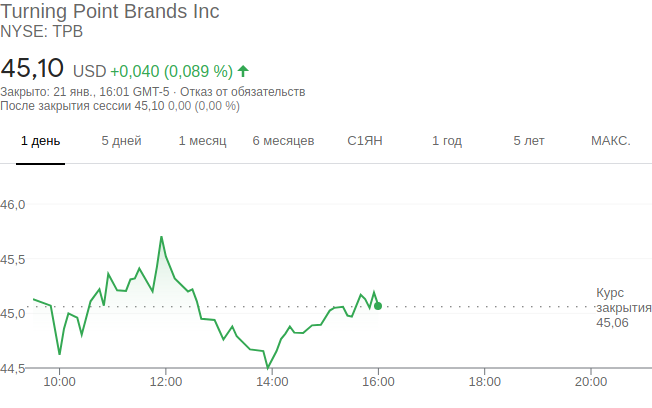 Turning Point Brands Inc
NYSE: TPB
45,10 USD +0,040 (0,089 %)
Закрыто: 21 янв., 16:01 GMT-5 · Отказ от обязательств
После закрытия сессии 45,10 0,00 (0,00 %)
1 день 5 дней 1 месяц 6 месяцев С1ЯН 1 год 5 лет МАКС.
46,0
45,5
Курс
закрытия
45,06
45,0
44,5
10:00 12:00 14:00 16:00 18:00 20:00